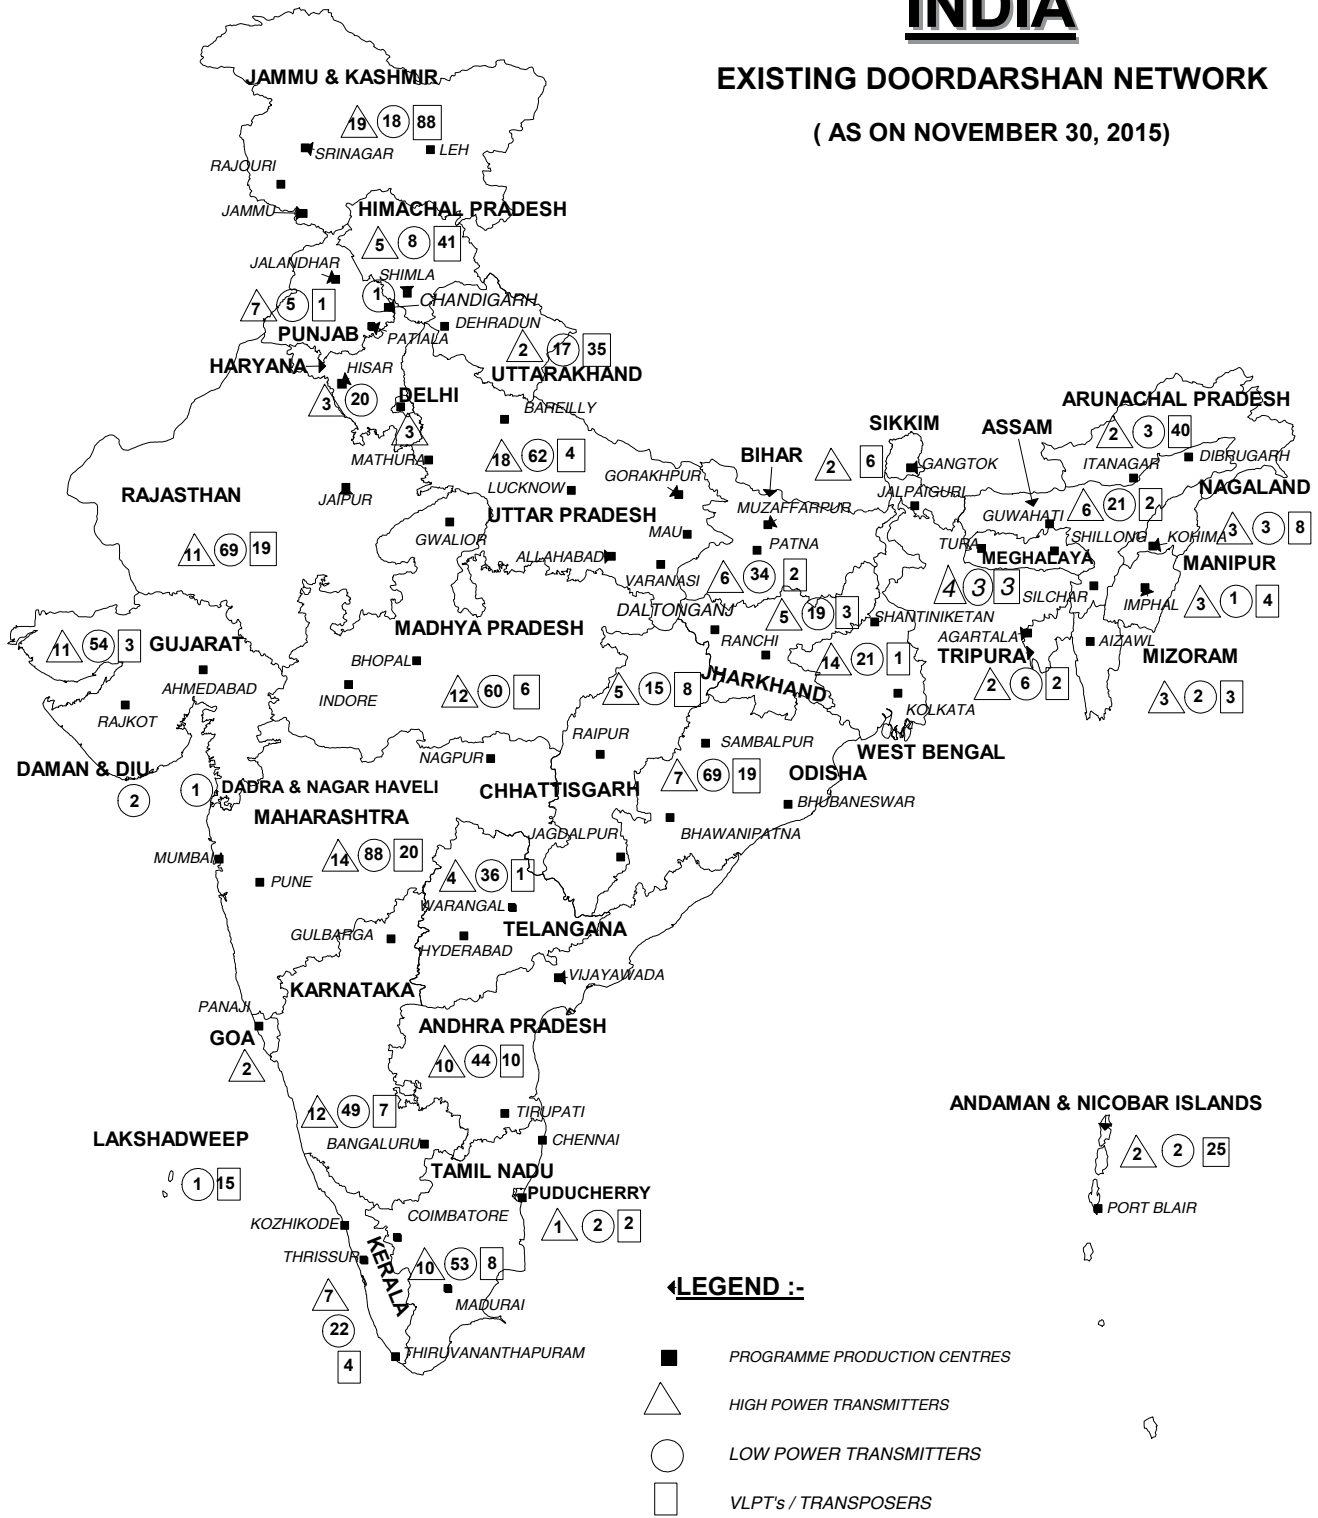 INDIA
EXISTING DOORDARSHAN NETWORK
( AS ON NOVEMBER 30, 2015)
JAMMU & KASHMIR
19 18 88
SRINAGAR
LEH
RAJOURI
JAMMU
HIMACHAL PRADESH
5 8 41
JALANDHAR
SHIMLA
7 5 1
1
CHANDIGARH
PUNJAB
PATIALA
DEHRADUN
2 17 35
UTTARAKHAND
HARYANA
HISAR
3 20
DELHI
3
BAREILLY
MATHURA
18 62 4
LUCKNOW
GORAKHPUR
UTTAR PRADESH
MAU
ALLAHABAD
VARANASI
RAJASTHAN
JAIPUR
11 69 19
GWALIOR
BIHAR
MUZAFFARPUR
PATNA
6 34 2
SIKKIM
2 6
GANGTOK
JALPAIGURI
ASSAM
ARUNACHAL PRADESH
2 3 40
ITANAGAR
DIBRUGARH
NAGALAND
6 21 2
GUWAHATI
3 3 8
KOHIMA
SHILLONG
TURA
MEGHALAYA
4 3 3
MANIPUR
SILCHAR
IMPHAL
3 1 4
AGARTALA
AIZAWL
TRIPURA
2 6 2
MIZORAM
3 2 3
DALTONGANJ
5 19 3
SHANTINIKETAN
RANCHI
JHARKHAND
14 21 1
KOLKATA
WEST BENGAL
11 54 3
GUJARAT
AHMEDABAD
RAJKOT
MADHYA PRADESH
BHOPAL
INDORE
12 60 6
5 15 8
RAIPUR
CHHATTISGARH
JAGDALPUR
SAMBALPUR
7 69 19
ODISHA
BHUBANESWAR
BHAWANIPATNA
DAMAN & DIU
2
1
DADRA & NAGAR HAVELI
NAGPUR
MAHARASHTRA
14 88 20
MUMBAI
PUNE
4 36 1
WARANGAL
TELANGANA
HYDERABAD
GULBARGA
KARNATAKA
VIJAYAWADA
PANAJI
GOA
2
ANDHRA PRADESH
10 44 10
TIRUPATI
12 49 7
BANGALURU
CHENNAI
LAKSHADWEEP
1 15
TAMIL NADU
PUDUCHERRY
1 2 2
KOZHIKODE
COIMBATORE
THRISSUR
KERALA
10 53 8
MADURAI
7
22
4
THIRUVANANTHAPURAM
ANDAMAN & NICOBAR ISLANDS
2 2 25
PORT BLAIR
LEGEND :-
PROGRAMME PRODUCTION CENTRES
HIGH POWER TRANSMITTERS
LOW POWER TRANSMITTERS
VLPT's / TRANSPOSERS